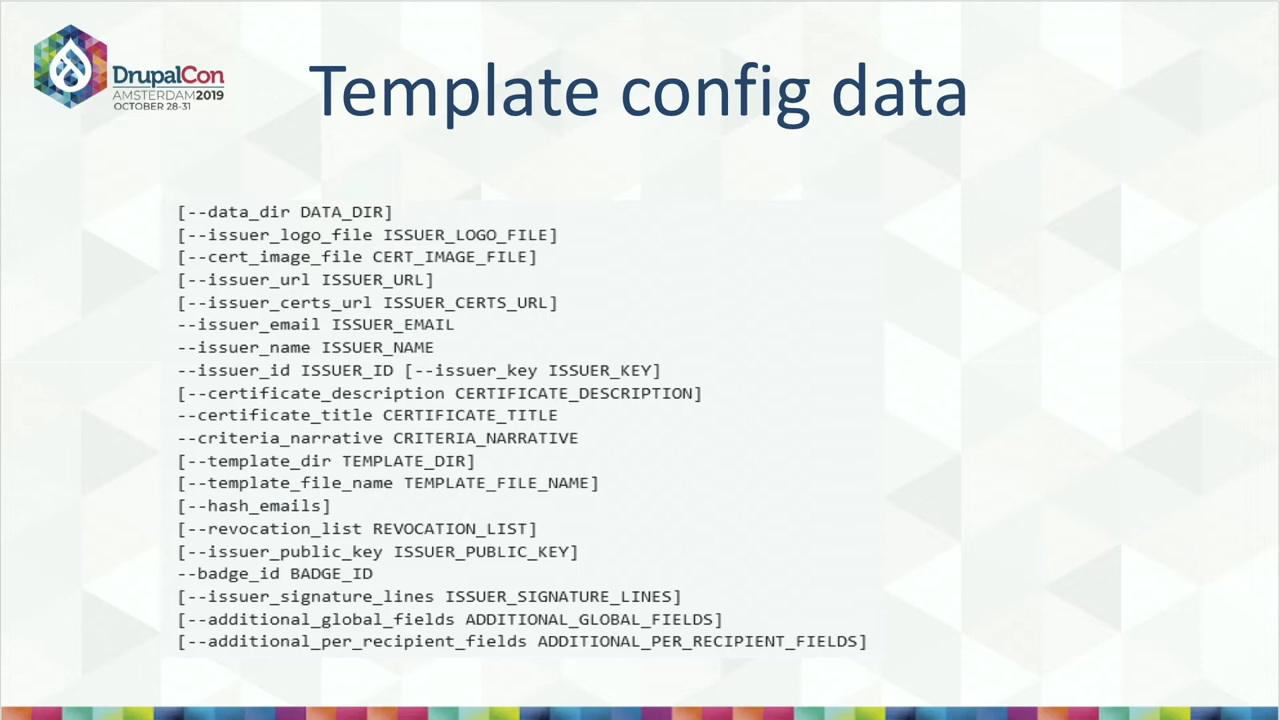 DrupalCon
AMSTERDAM2019
OCTOBER 28-31
Template config data
[--data_dir DATA_DIR]
[--issuer_logo_file ISSUER_LOGO_FILE]
[--cert_image_file CERT_IMAGE_FILE]
[--issuer_url ISSUER_URL]
[--issuer_certs_url ISSUER_CERTS_URL]
--issuer_email ISSUER_EMAIL
--issuer_name ISSUER_NAME
--issuer_id ISSUER_ID [--issuer_key ISSUER_KEY]
[--certificate_description CERTIFICATE_DESCRIPTION]
--certificate_title CERTIFICATE_TITLE
--criteria_narrative CRITERIA_NARRATIVE
[--template_dir TEMPLATE_DIR]
[--template_file_name TEMPLATE_FILE_NAME]
[--hash_emails]
[--revocation_list REVOCATION_LIST]
[--issuer_public_key ISSUER_PUBLIC_KEY]
--badge_id BADGE_ID
[--issuer_signature_lines ISSUER_SIGNATURE_LINES]
[--additional_global_fields ADDITIONAL_GLOBAL_FIELDS]
[--additional_per_recipient_fields ADDITIONAL_PER_RECIPIENT_FIELDS]